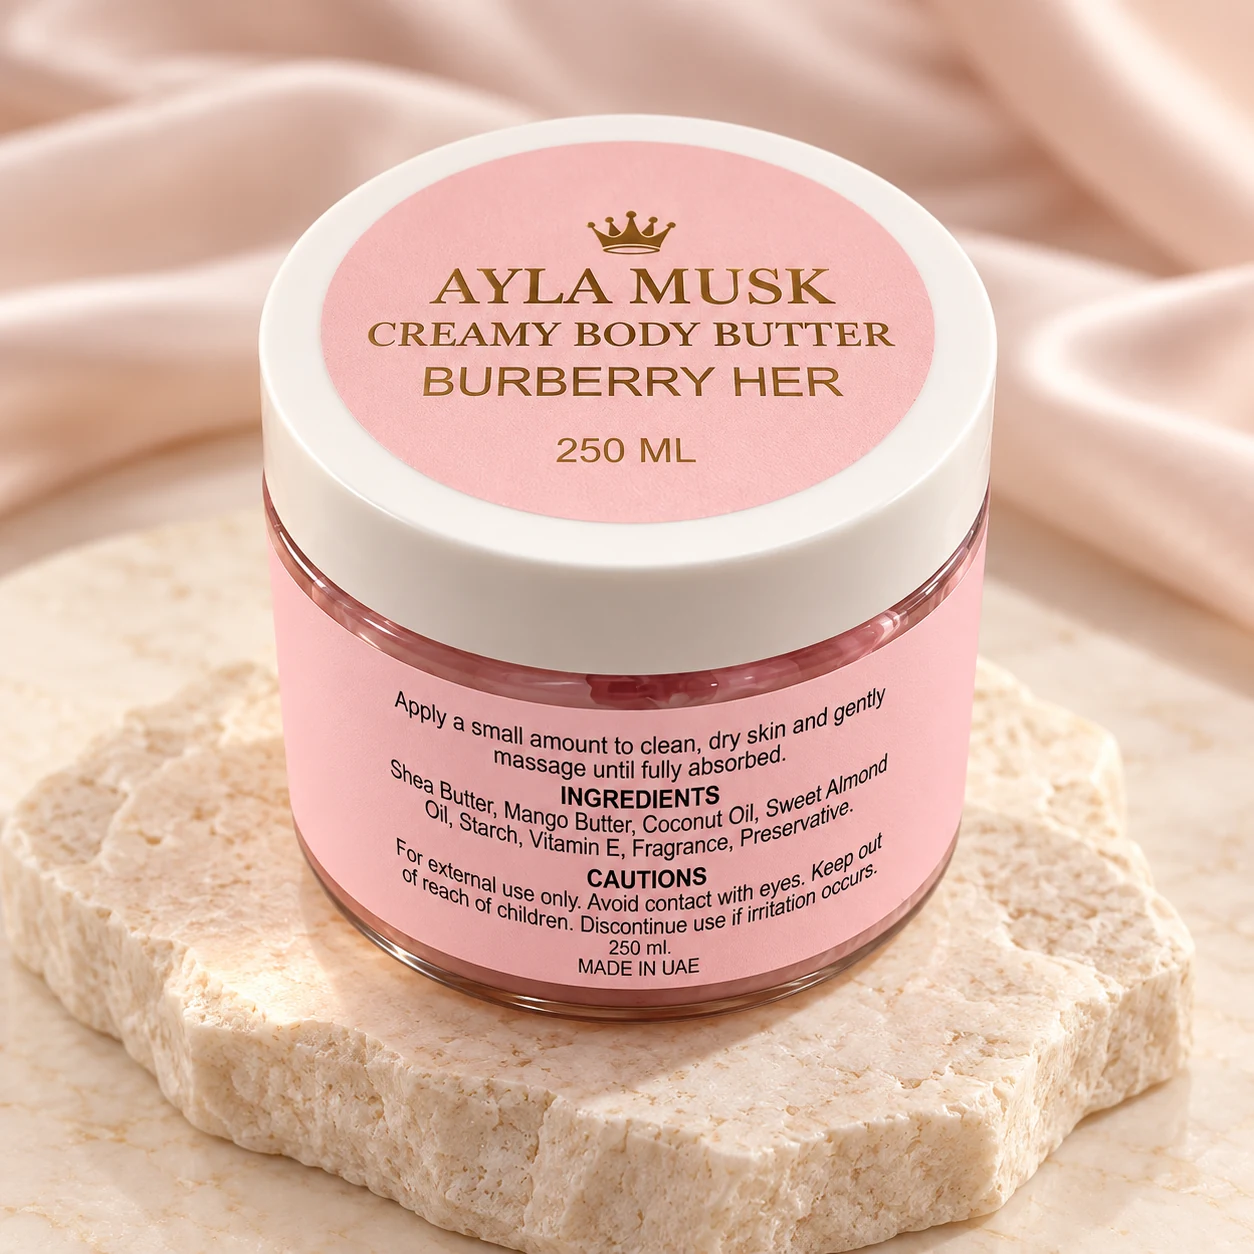 AYLA MUSK
CREAMY BODY BUTTER
BURBERRY HER
250 ML
Apply a small amount to clean, dry skin and gently
massage until fully absorbed.
INGREDIENTS
Shea Butter, Mango Butter, Coconut Oil, Sweet Almond
Oil, Starch, Vitamin E, Fragrance, Preservative.
CAUTIONS
For external use only. Avoid contact with eyes. Keep out
of reach of children. Discontinue use if irritation occurs.
250 ml.
MADE IN UAE